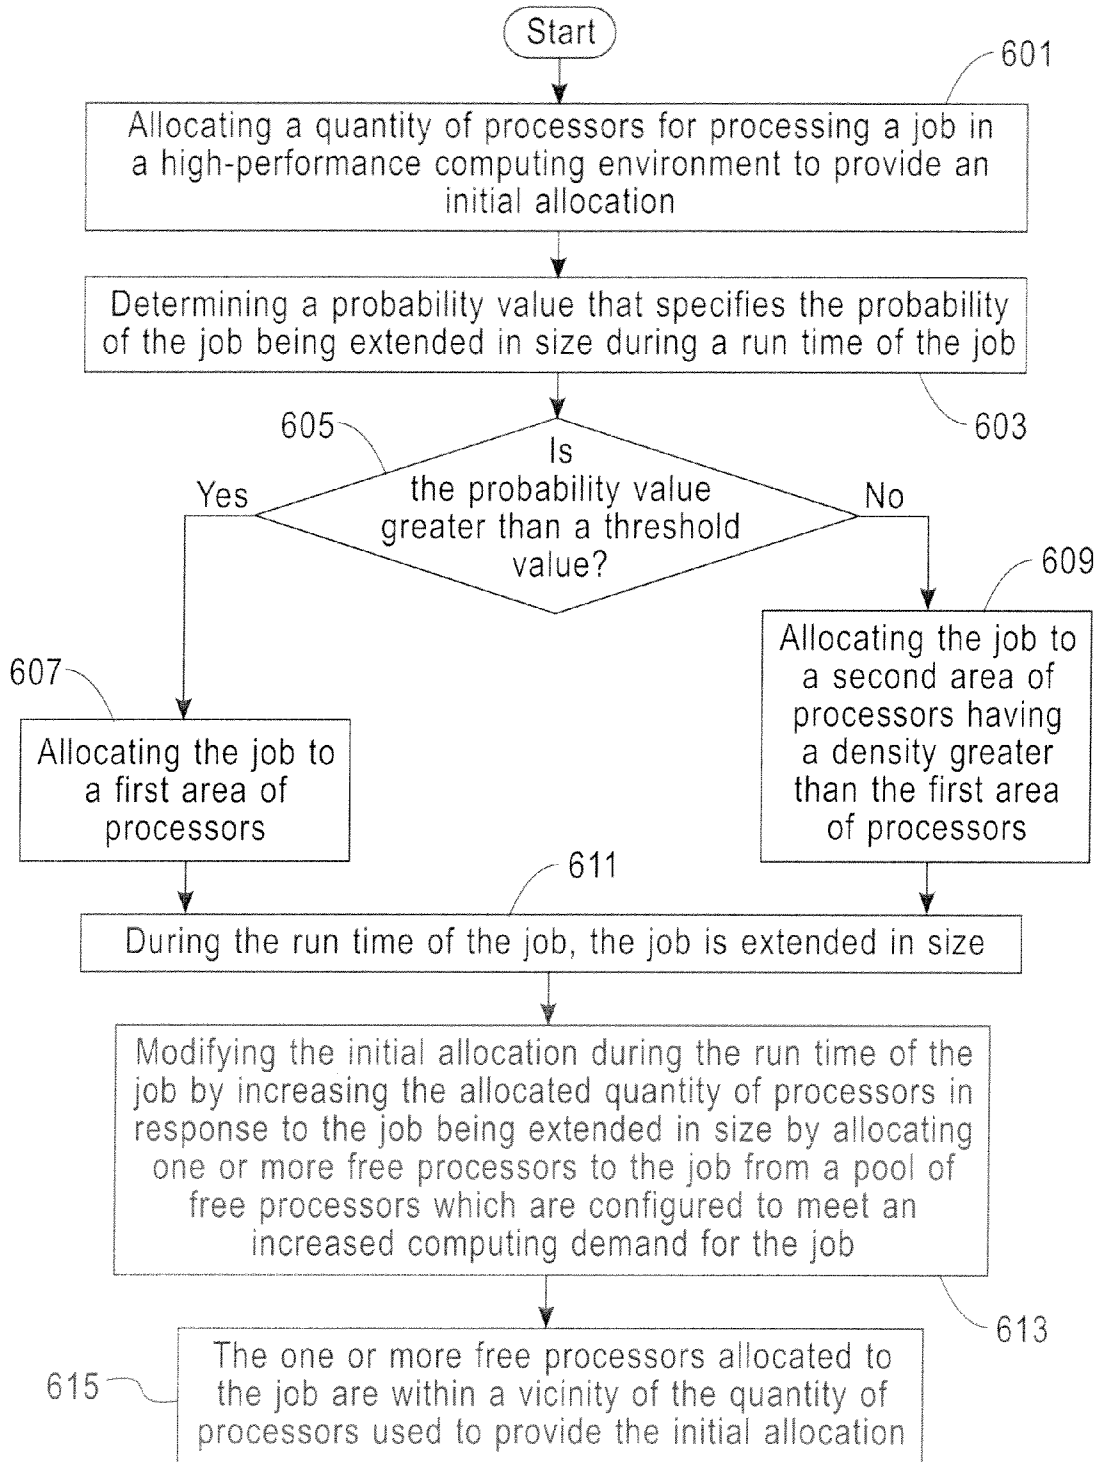 Start
601
Allocating a quantity of processors for processing a job in
a high-performance computing environment to provide an
initial allocation
Determining a probability value that specifies the probability
of the job being extended in size during a run time of the job
603
605
Is
the probability value
greater than a threshold
value?
Yes
No
607
Allocating the job to
a first area of
processors
609
Allocating the job to
a second area of
processors having
a density greater
than the first area
of processors
611
During the run time of the job, the job is extended in size
Modifying the initial allocation during the run time of the
job by increasing the allocated quantity of processors in
response to the job being extended in size by allocating
one or more free processors to the job from a pool of
free processors which are configured to meet an
increased computing demand for the job
613
615
The one or more free processors allocated to
the job are within a vicinity of the quantity of
processors used to provide the initial allocation